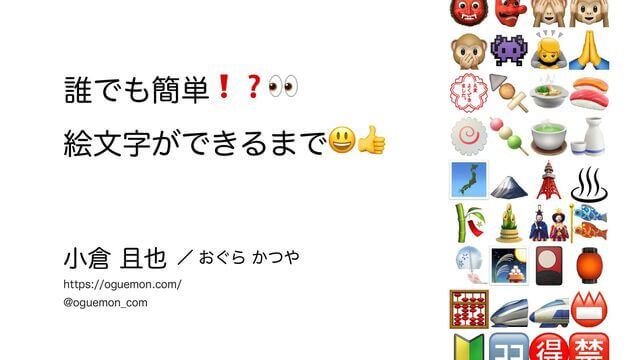 誰でも簡単❗❓👀
絵文字ができるまで😃👍
小倉 且也 / おぐら かつや
https://oguemon.com/
@oguemon_com
ココ
得
禁